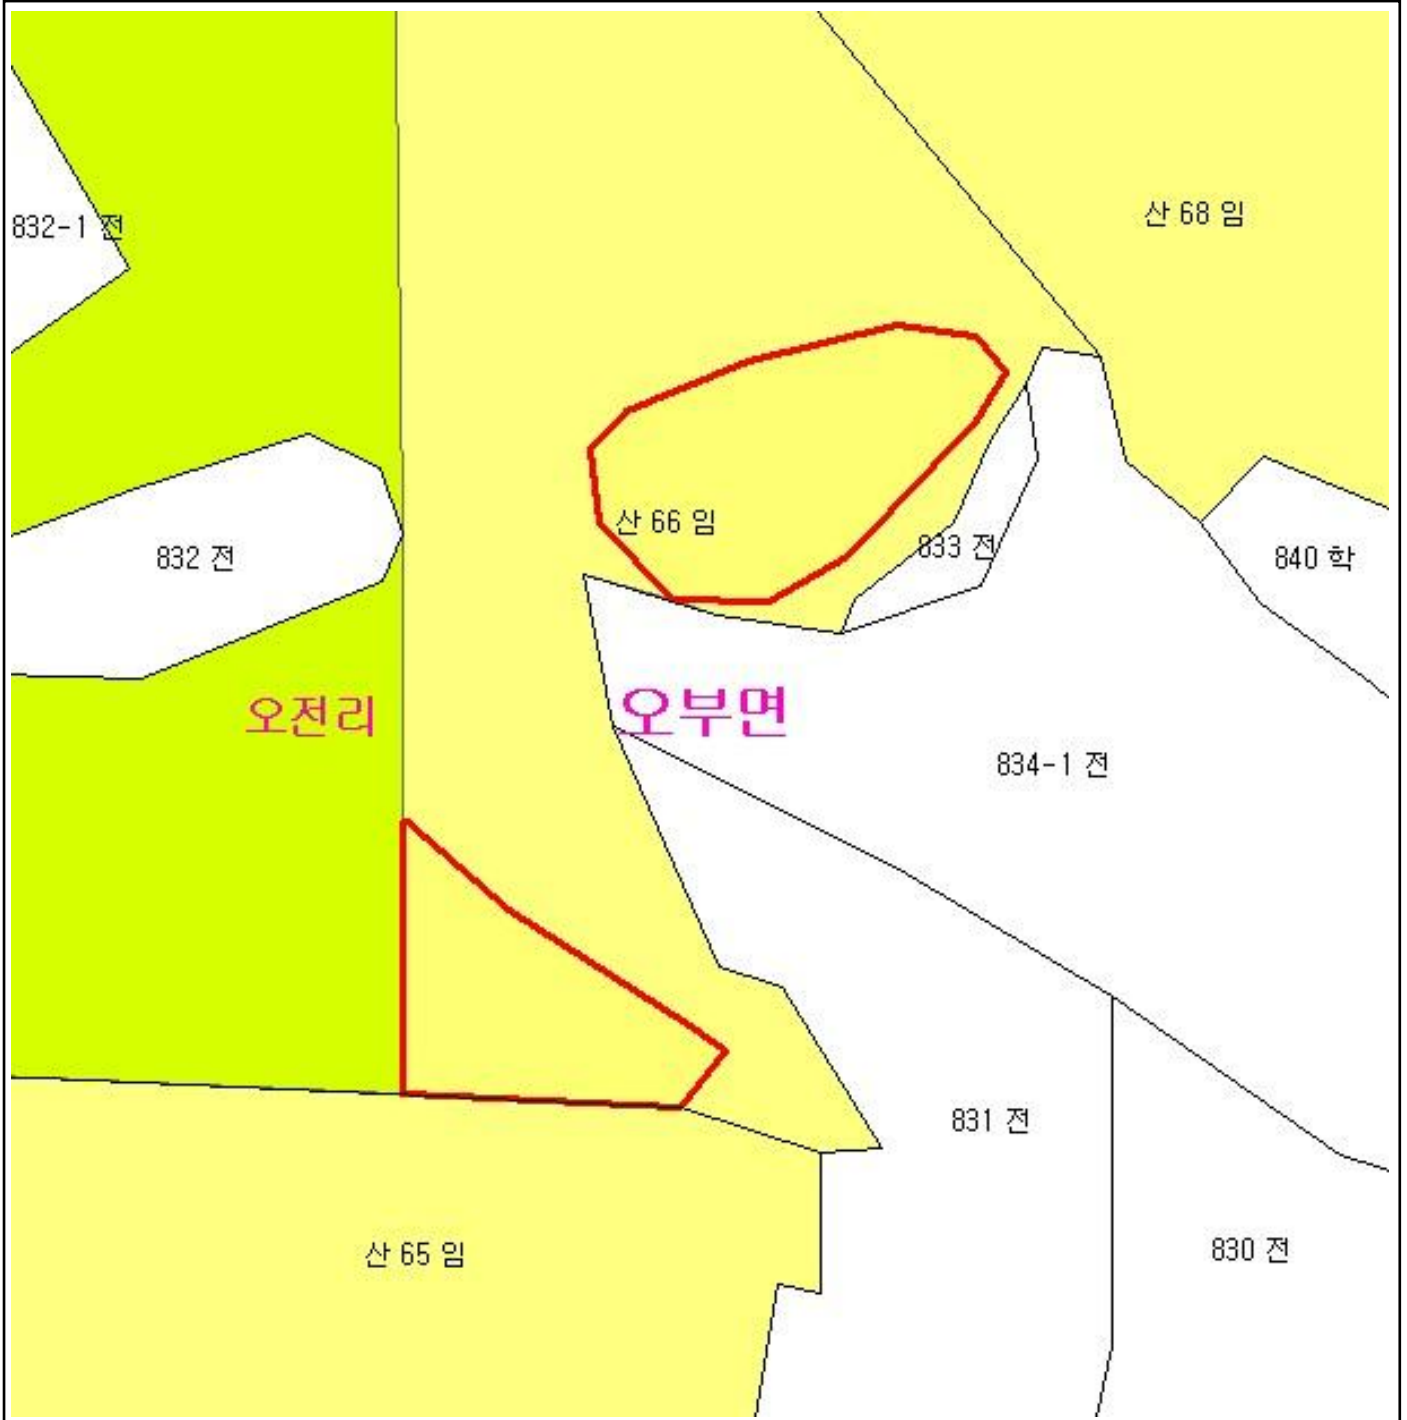 산 68 임
832-1 전
산 66 임
833 전
832 전
840 학
오전리
오부면
834-1 전
831 전
산 65 임
830 전